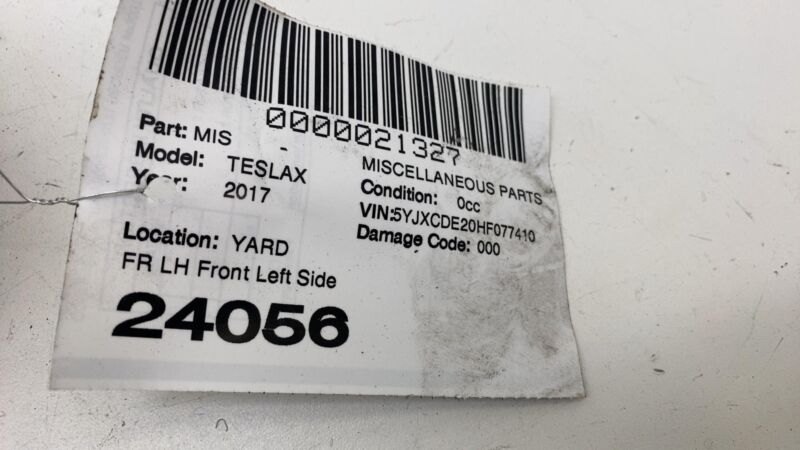 0000021327
Part: MIS -
MISCELLANEOUS PARTS
Model: TESLAX
Condition: 0cc
Year: 2017
VIN:5YJXCDE20HF077410
Damage Code: 000
Location: YARD
FR LH Front Left Side
24056